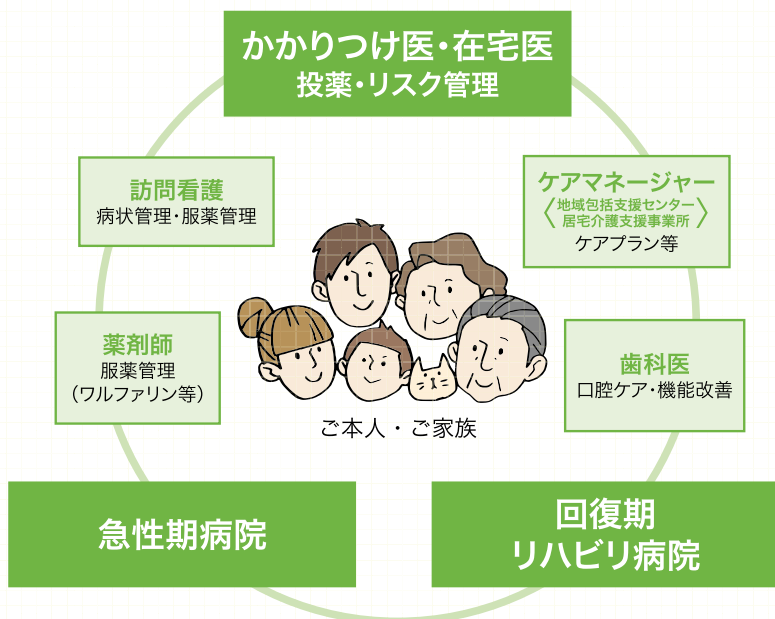 かかりつけ医・在宅医
投薬・リスク管理
訪問看護
病状管理・服薬管理
ケアマネージャー
〈地域包括支援センター
居宅介護支援事業所〉
ケアプラン等
薬剤師
服薬管理
（ワルファリン等）
歯科医
口腔ケア・機能改善
ご本人・ご家族
急性期病院
回復期
リハビリ病院